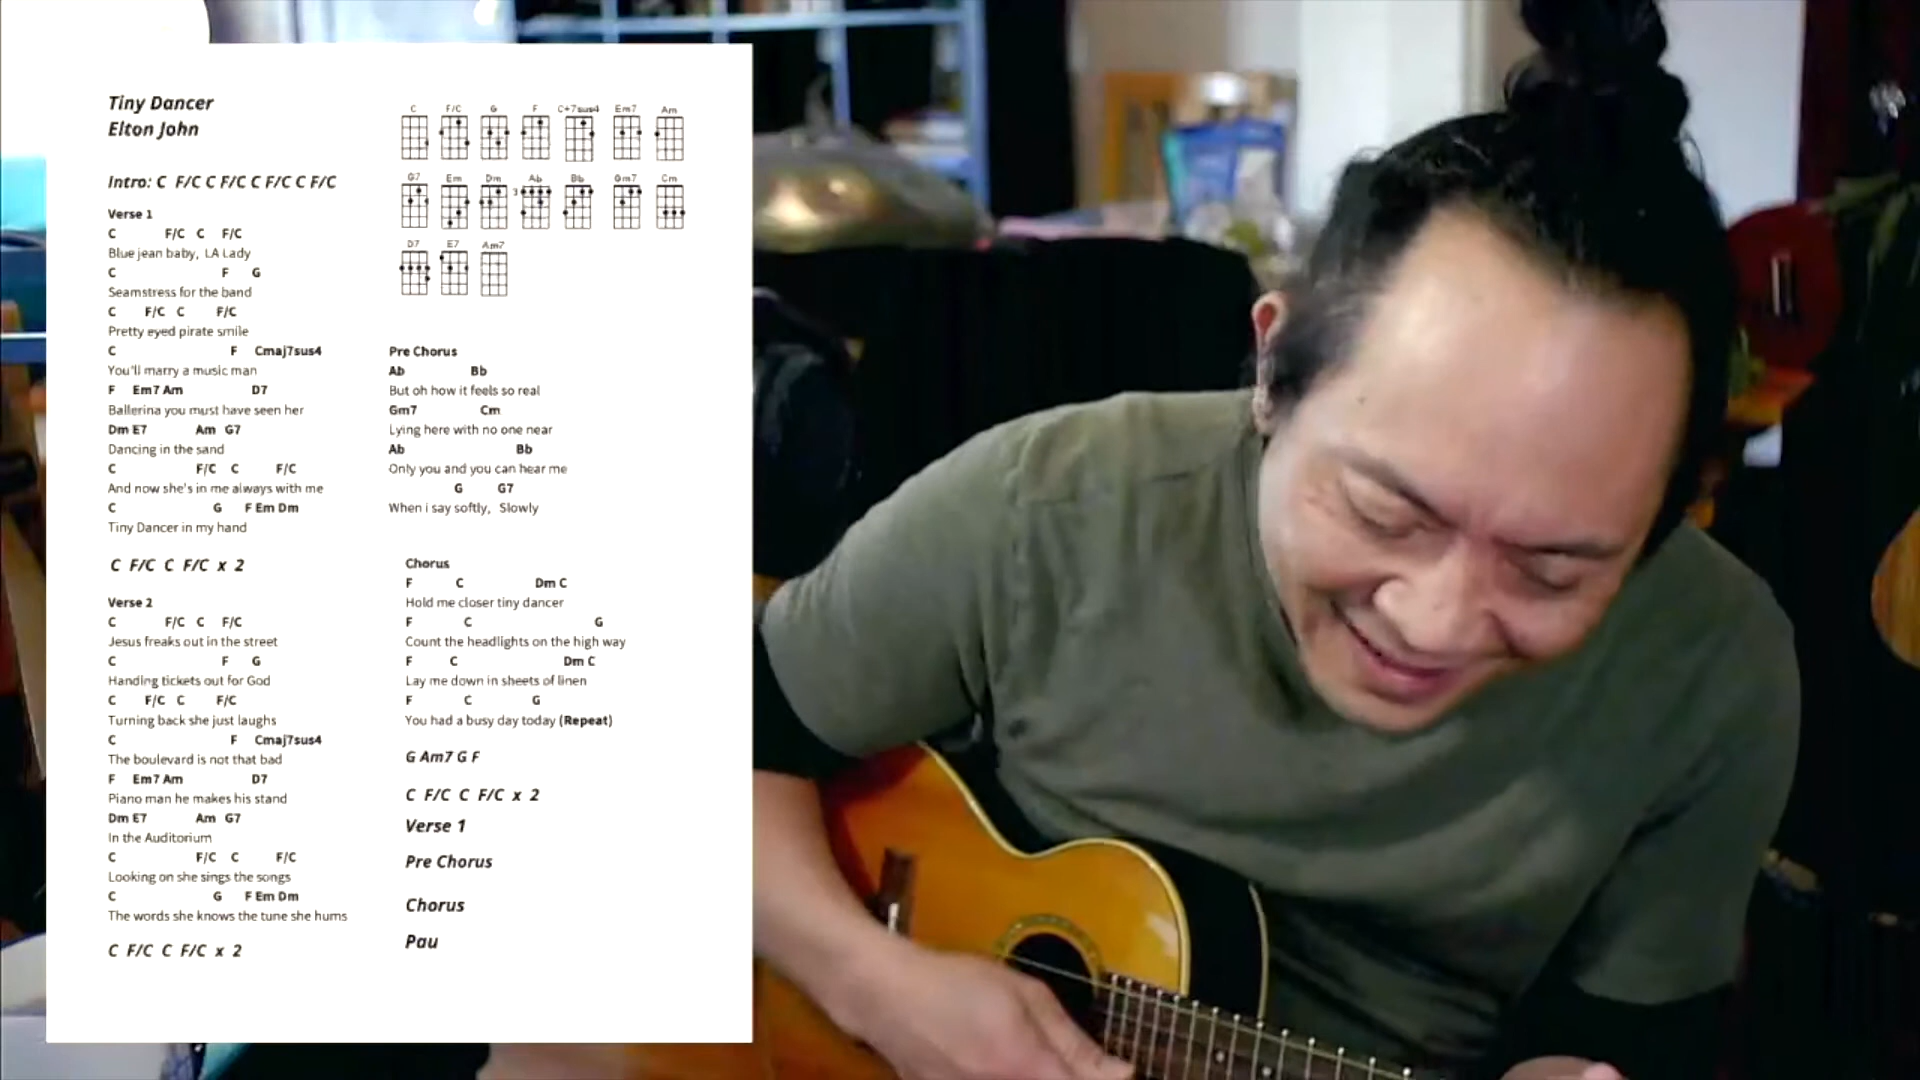 Tiny Dancer
Elton John
Intro: C F/C C F/C C F/C C F/C
Verse 1
C F/C C F/C
Blue jean baby, LA Lady
C F G
Seamstress for the band
C F/C C F/C
Pretty eyed pirate smile
C F Cmaj7sus4
You'll marry a music man
F Em7 Am D7
Ballerina you must have seen her
Dm E7 Am G7
Dancing in the sand
C F/C C F/C
And now she's in me always with me
C G F Em Dm
Tiny Dancer in my hand
C F/C C F/C x 2
Verse 2
C F/C C F/C
Jesus freaks out in the street
C F G
Handing tickets out for God
C F/C C F/C
Turning back she just laughs
C F Cmaj7sus4
The boulevard is not that bad
F Em7 Am D7
Piano man he makes his stand
Dm E7 Am G7
In the Auditorium
C F/C C F/C
Looking on she sings the songs
C G F Em Dm
The words she knows the tune she hums
C F/C C F/C x 2
C F/C G F C+7sus4 Em7 Am
G7 Em Dm Ab Bb Gm7 Cm
3
D7 E7 Am7
Pre Chorus
Ab Bb
But oh how it feels so real
Gm7 Cm
Lying here with no one near
Ab Bb
Only you and you can hear me
G G7
When i say softly, Slowly
Chorus
F C Dm C
Hold me closer tiny dancer
F C G
Count the headlights on the high way
F C Dm C
Lay me down in sheets of linen
F C G
You had a busy day today (Repeat)
G Am7 G F
C F/C C F/C x 2
Verse 1
Pre Chorus
Chorus
Pau